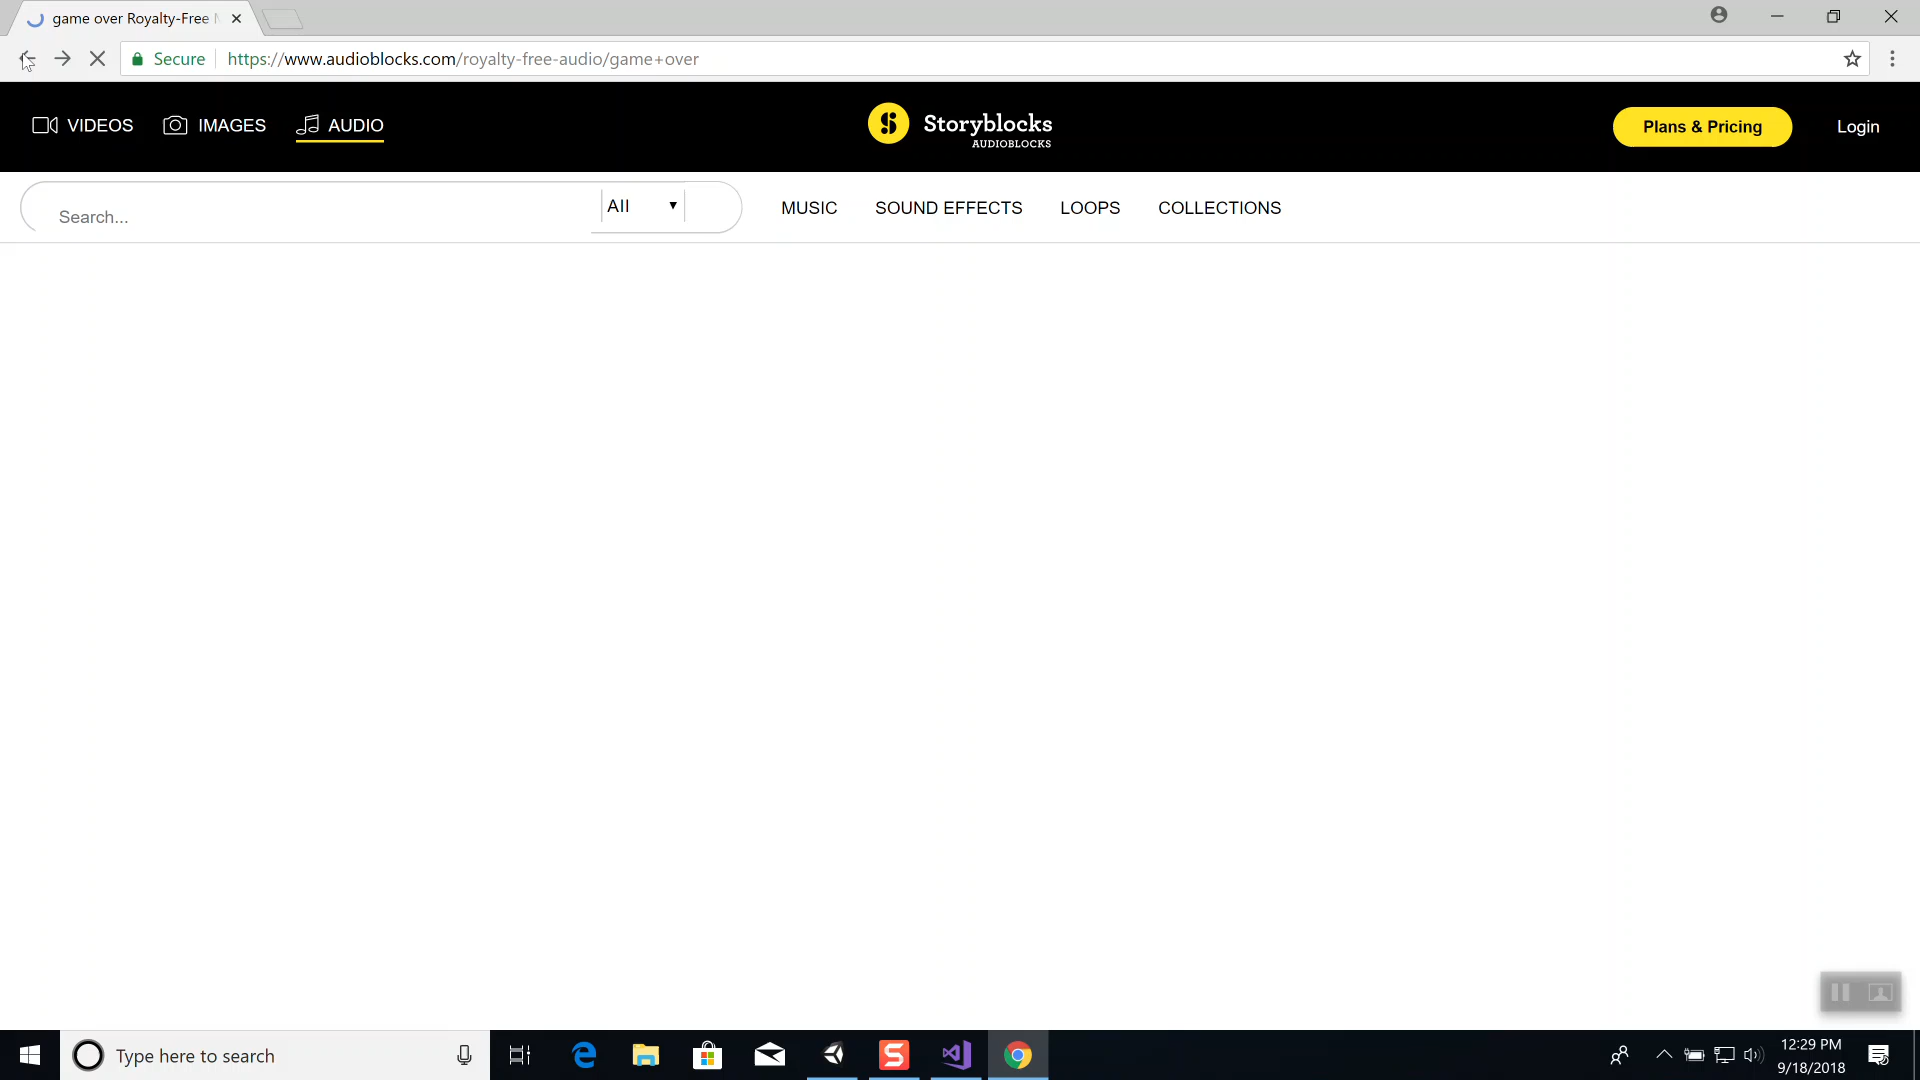 game over Royalty-Free
Secure
https://www.audioblocks.com/royalty-free-audio/game+over
VIDEOS
IMAGES
AUDIO
Storyblocks
AUDIOBLOCKS
Plans & Pricing
Login
Search...
All
MUSIC
SOUND EFFECTS
LOOPS
COLLECTIONS
Type here to search
12:29 PM
9/18/2018